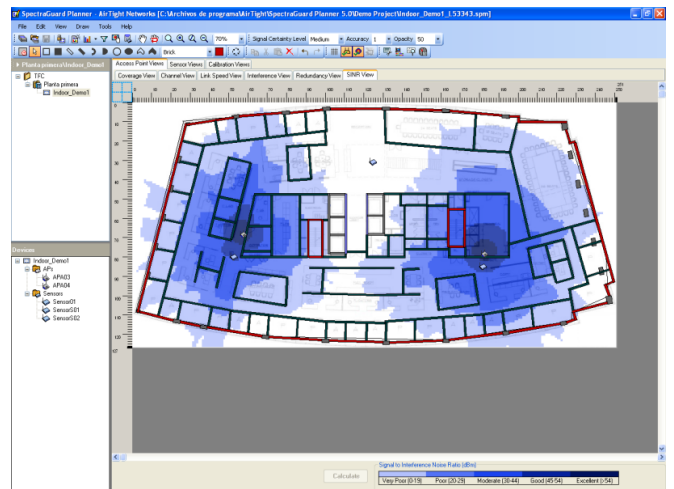 SpectraGuard Planner - AirTight Networks [C:\Archivos de programa\AirTight\SpectraGuard Planner 5.0\Demo Project\Indoor_Demo1_L53343.spm]
File Edit View Draw Tools Help
70% Signal Certainty Level Medium Accuracy 1 Opacity 50
Brick
Planta primera\Indoor_Demo1
Access Point Views Sensor Views Calibration Views
Coverage View Channel View Link Speed View Interference View Redundancy View SINR View
TFC
Planta primera
Indoor_Demo1
Devices
Indoor_Demo1
APs
APA03
APA04
Sensors
Sensor01
SensorS01
SensorS02
Calculate
Signal to Interference Noise Ratio (dBm)
Very Poor (0-19) Poor (20-29) Moderate (30-44) Good (45-54) Excellent (>54)